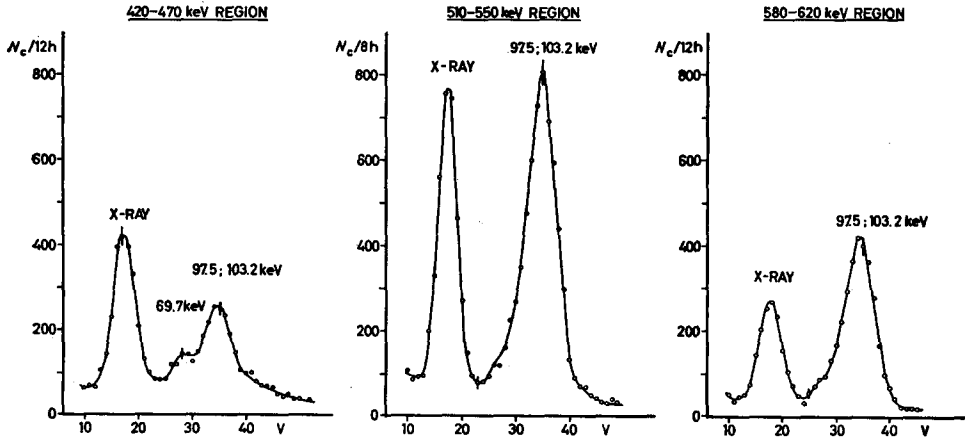 420-470 keV REGION
Nc/12h
800
600
400
200
0
10 20 30 40 V
X-RAY
69.7keV
97.5; 103.2 keV
510-550 keV REGION
Nc/8h
800
600
400
200
0
10 20 30 40 V
X-RAY
97.5; 103.2 keV
580-620 keV REGION
Nc/12h
800
600
400
200
0
10 20 30 40 V
X-RAY
97.5; 103.2 keV